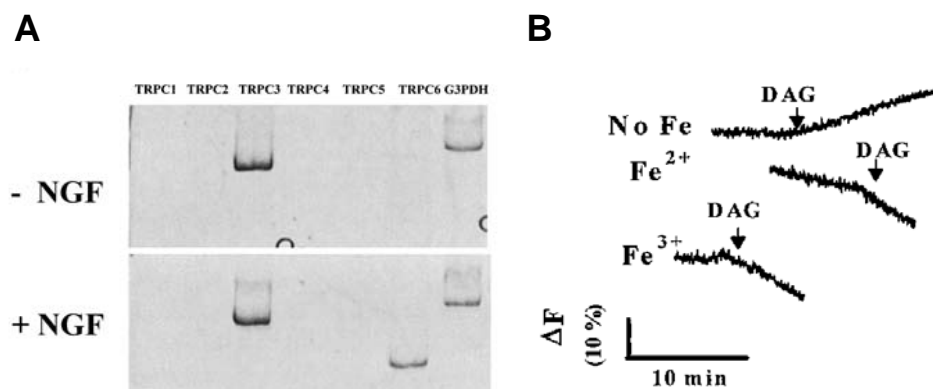 A
TRPC1 TRPC2 TRPC3 TRPC4 TRPC5 TRPC6 G3PDH
- NGF
+ NGF
B
DAG
No Fe
DAG
Fe2+
DAG
Fe3+
ΔF
(10 %)
10 min